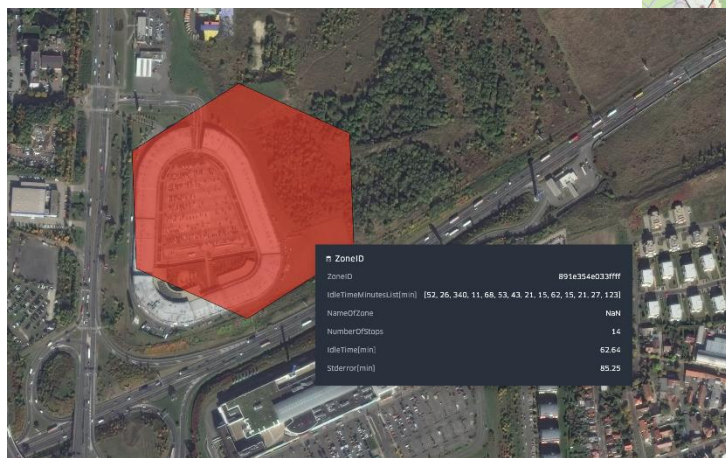 ZoneID
ZoneID 891e354e033ffff
IdleTimeMinutesList(min) [52, 26, 340, 11, 68, 53, 43, 21, 15, 62, 15, 21, 27, 123]
NameOfZone NaN
NumberOfStops 14
IdleTime(min) 62.64
Stderror(min) 85.25